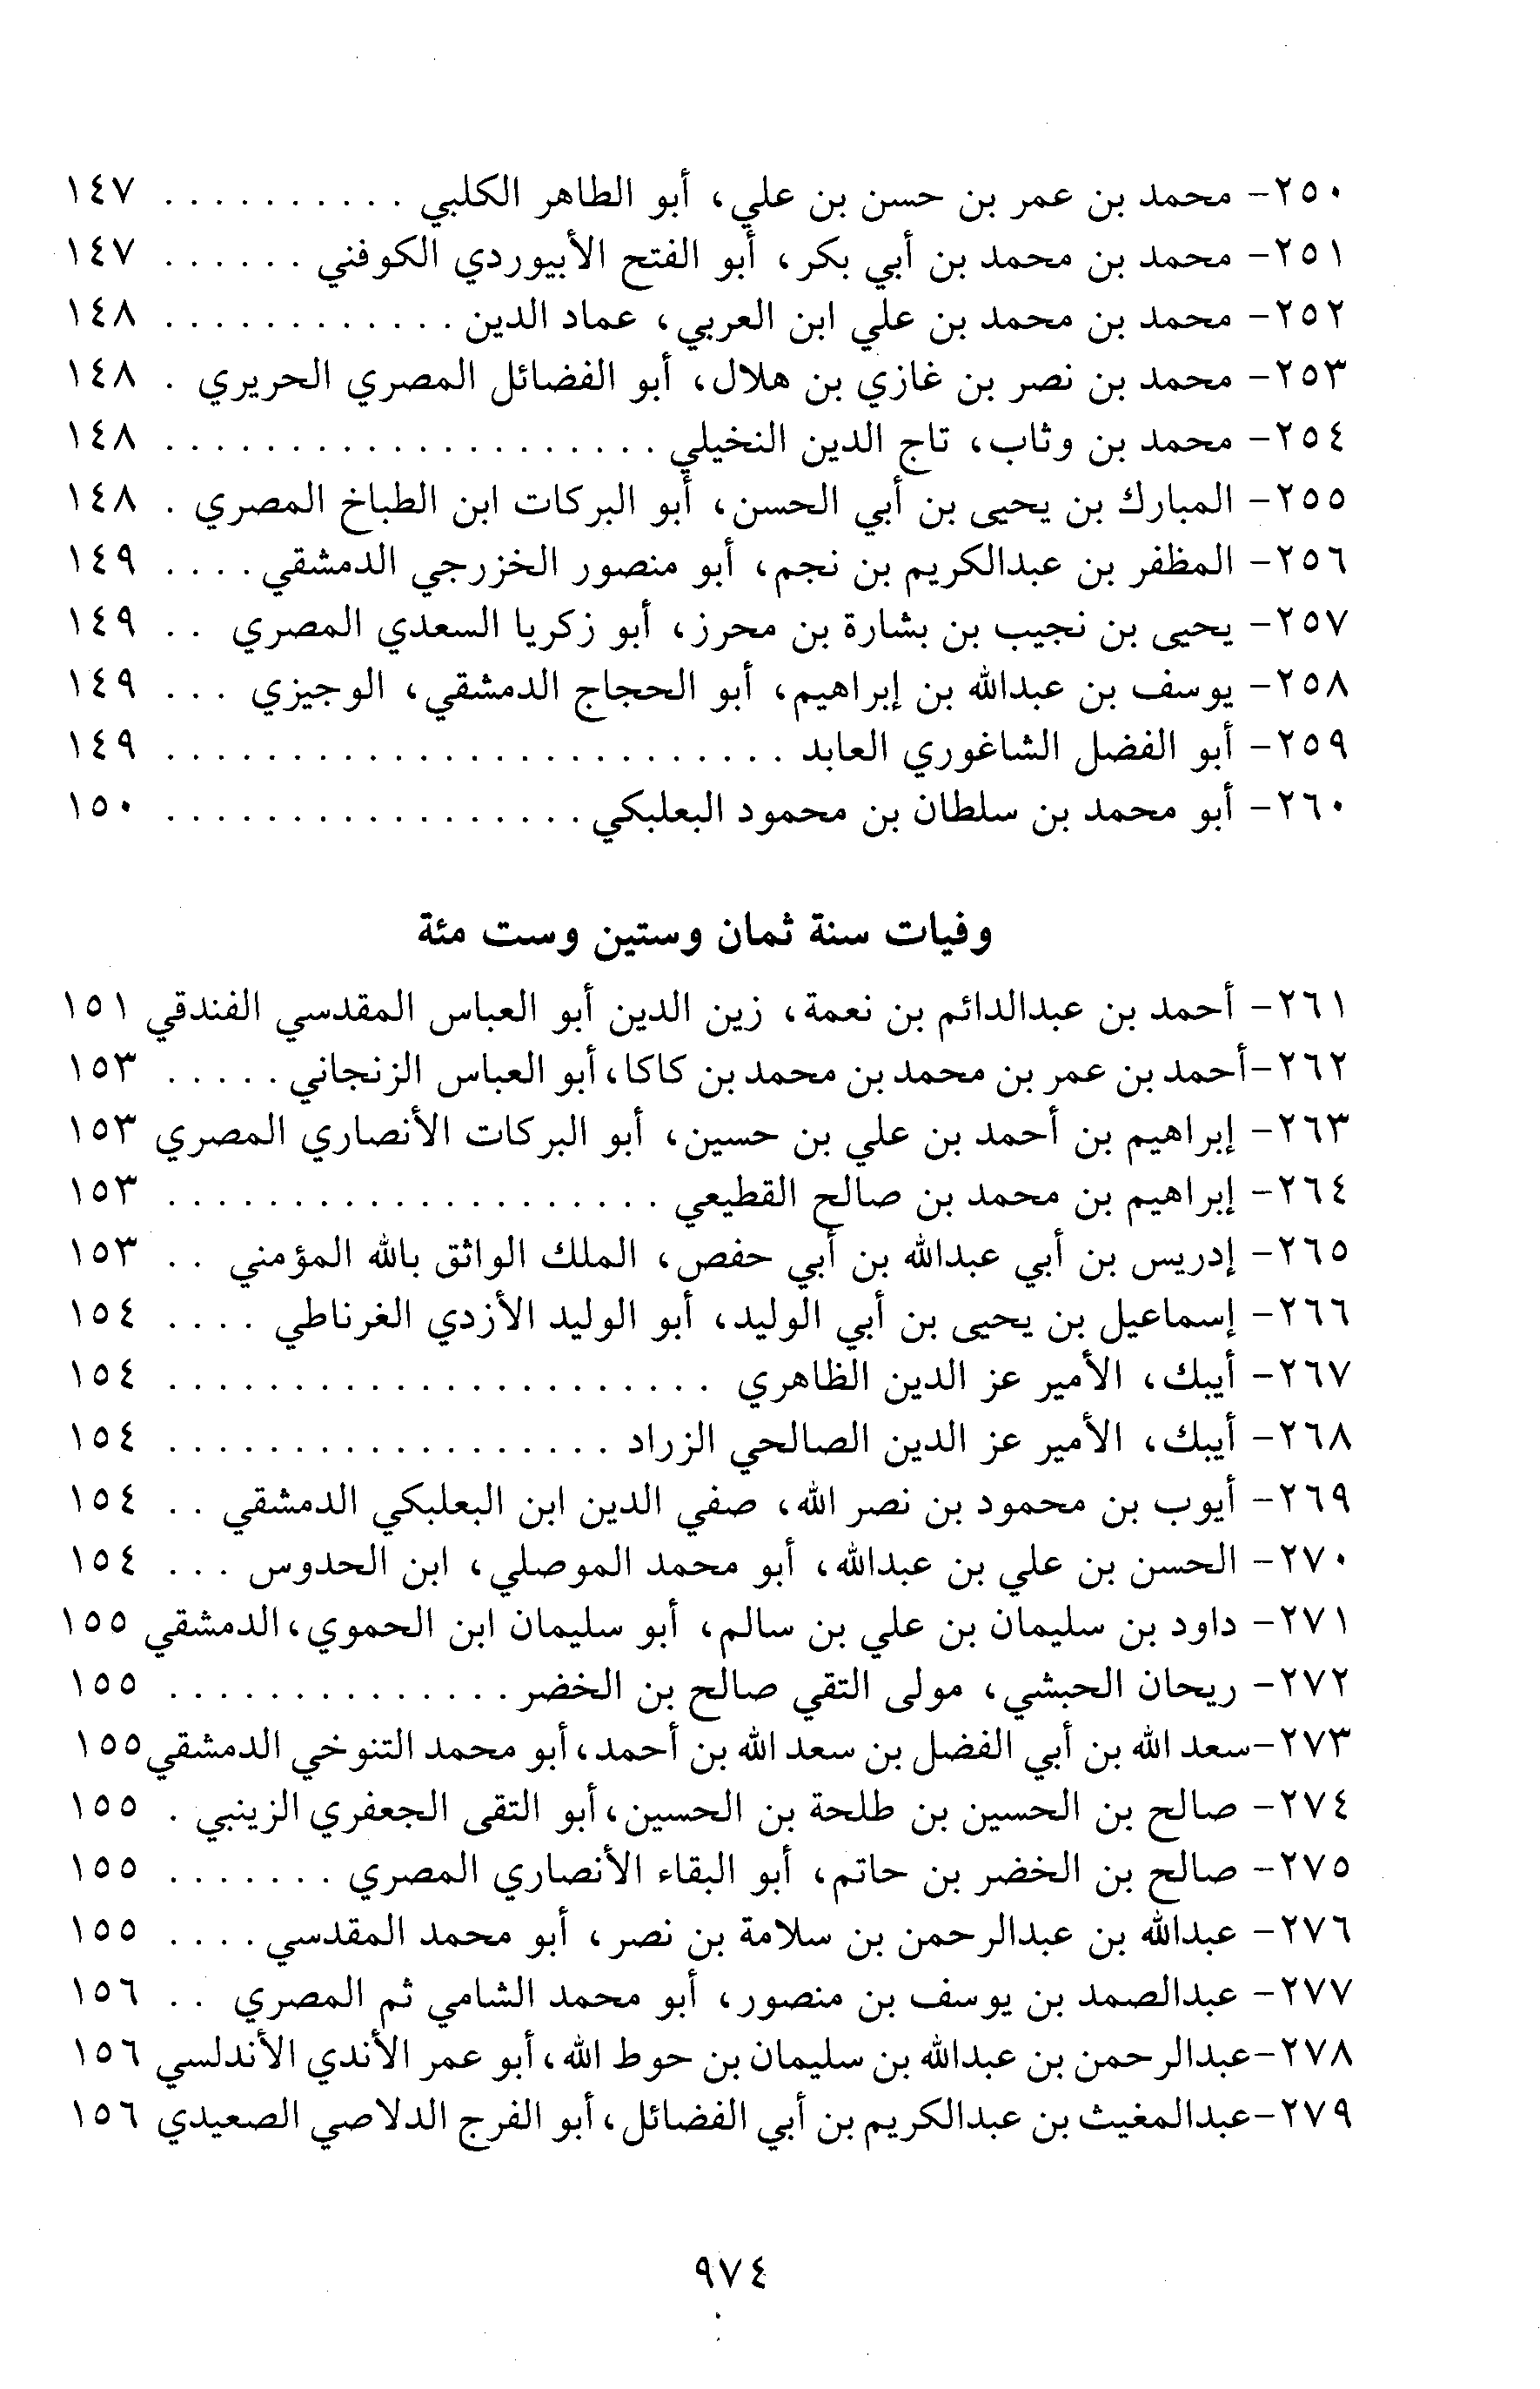 ٢٥٠- محمد بن عمر بن حسن بن علي، أبو الطاهر الكلبي . . . . . . . . . . ١٤٧
٢٥١- محمد بن محمد بن أبي بكر، أبو الفتح الأبيوردي الكوفني . . . . . . ١٤٧
٢٥٢- محمد بن محمد بن علي ابن العربي، عماد الدين . . . . . . . . . . . . ١٤٨
٢٥٣- محمد بن نصر بن غازي بن هلال، أبو الفضائل المصري الحريري . ١٤٨
٢٥٤- محمد بن وثاب، تاج الدين النخيلي . . . . . . . . . . . . . . . . . . . . ١٤٨
٢٥٥- المبارك بن يحيى بن أبي الحسن، أبو البركات ابن الطباخ المصري . ١٤٨
٢٥٦- المظفر بن عبدالكريم بن نجم، أبو منصور الخزرجي الدمشقي . . . . ١٤٩
٢٥٧- يحيى بن نجيب بن بشارة بن محرز، أبو زكريا السعدي المصري . . ١٤٩
٢٥٨- يوسف بن عبدالله بن إبراهيم، أبو الحجاج الدمشقي، الوجيزي . . . ١٤٩
٢٥٩- أبو الفضل الشاغوري العابد . . . . . . . . . . . . . . . . . . . . . . . . . ١٤٩
٢٦٠- أبو محمد بن سلطان بن محمود البعلبكي . . . . . . . . . . . . . . . . . ١٥٠
وفيات سنة ثمان وستين وست مئة
٢٦١- أحمد بن عبدالدائم بن نعمة، زين الدين أبو العباس المقدسي الفندقي ١٥١
٢٦٢-أحمد بن عمر بن محمد بن محمد بن كاكا، أبو العباس الزنجاني . . . . . ١٥٣
٢٦٣- إبراهيم بن أحمد بن علي بن حسين، أبو البركات الأنصاري المصري ١٥٣
٢٦٤- إبراهيم بن محمد بن صالح القطيعي . . . . . . . . . . . . . . . . . . . . ١٥٣
٢٦٥- إدريس بن أبي عبدالله بن أبي حفص، الملك الواثق بالله المؤمني . . ١٥٣
٢٦٦- إسماعيل بن يحيى بن أبي الوليد، أبو الوليد الأزدي الغرناطي . . . . ١٥٤
٢٦٧- أيبك، الأمير عز الدين الظاهري . . . . . . . . . . . . . . . . . . . . . . ١٥٤
٢٦٨- أيبك، الأمير عز الدين الصالحي الزراد . . . . . . . . . . . . . . . . . . ١٥٤
٢٦٩- أيوب بن محمود بن نصر الله، صفي الدين ابن البعلبكي الدمشقي . . ١٥٤
٢٧٠- الحسن بن علي بن عبدالله، أبو محمد الموصلي، ابن الحدوس . . . ١٥٤
٢٧١- داود بن سليمان بن علي بن سالم، أبو سليمان ابن الحموي، الدمشقي ١٥٥
٢٧٢- ريحان الحبشي، مولى التقي صالح بن الخضر . . . . . . . . . . . . . . ١٥٥
٢٧٣-سعد الله بن أبي الفضل بن سعد الله بن أحمد، أبو محمد التنوخي الدمشقي ١٥٥
٢٧٤- صالح بن الحسين بن طلحة بن الحسين، أبو التقى الجعفري الزينبي . ١٥٥
٢٧٥- صالح بن الخضر بن حاتم، أبو البقاء الأنصاري المصري . . . . . . . ١٥٥
٢٧٦- عبدالله بن عبدالرحمن بن سلامة بن نصر، أبو محمد المقدسي . . . . ١٥٥
٢٧٧- عبدالصمد بن يوسف بن منصور، أبو محمد الشامي ثم المصري . . ١٥٦
٢٧٨-عبدالرحمن بن عبدالله بن سليمان بن حوط الله، أبو عمر الأندي الأندلسي ١٥٦
٢٧٩-عبدالمغيث بن عبدالكريم بن أبي الفضائل، أبو الفرج الدلاصي الصعيدي ١٥٦
٩٧٤